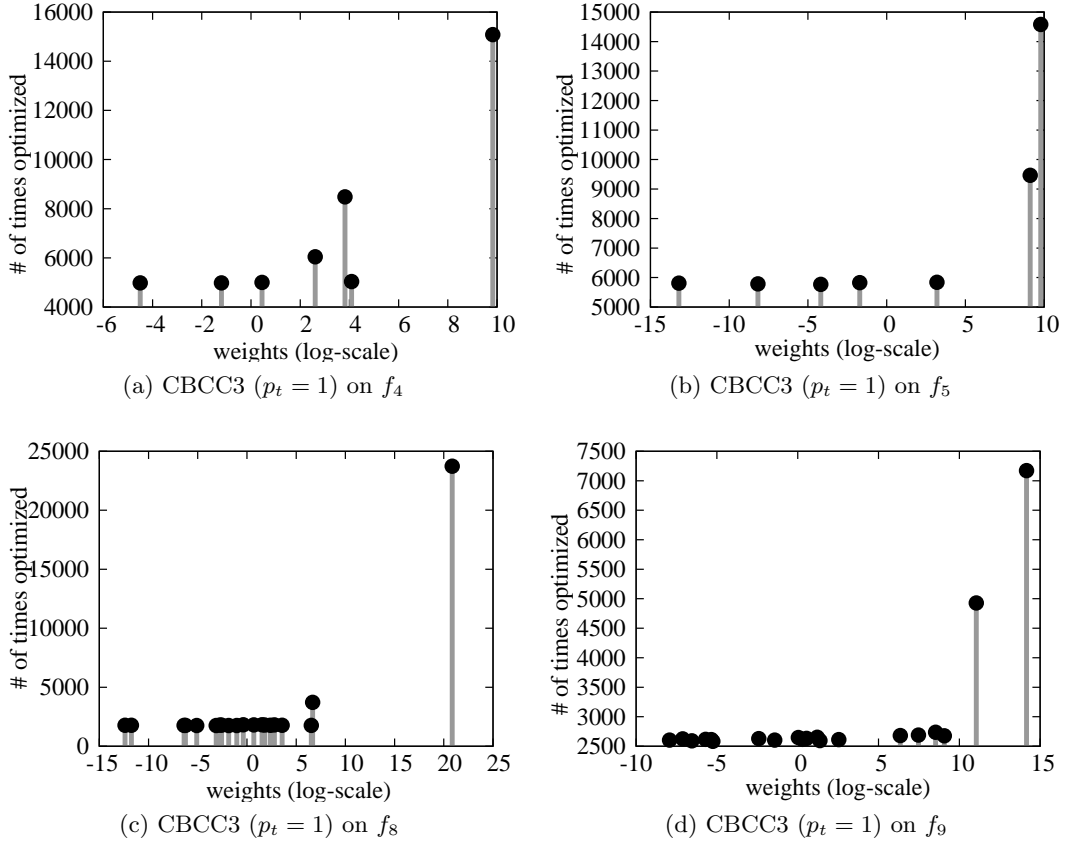 16000
14000
12000
10000
8000
6000
4000
# of times optimized
-6 -4 -2 0 2 4 6 8 10
weights (log-scale)
(a) CBCC3 (p_t = 1) on f_4
15000
14000
13000
12000
11000
10000
9000
8000
7000
6000
5000
# of times optimized
-15 -10 -5 0 5 10
weights (log-scale)
(b) CBCC3 (p_t = 1) on f_5
25000
20000
15000
10000
5000
0
# of times optimized
-15 -10 -5 0 5 10 15 20 25
weights (log-scale)
(c) CBCC3 (p_t = 1) on f_8
7500
7000
6500
6000
5500
5000
4500
4000
3500
3000
2500
# of times optimized
-10 -5 0 5 10 15
weights (log-scale)
(d) CBCC3 (p_t = 1) on f_9